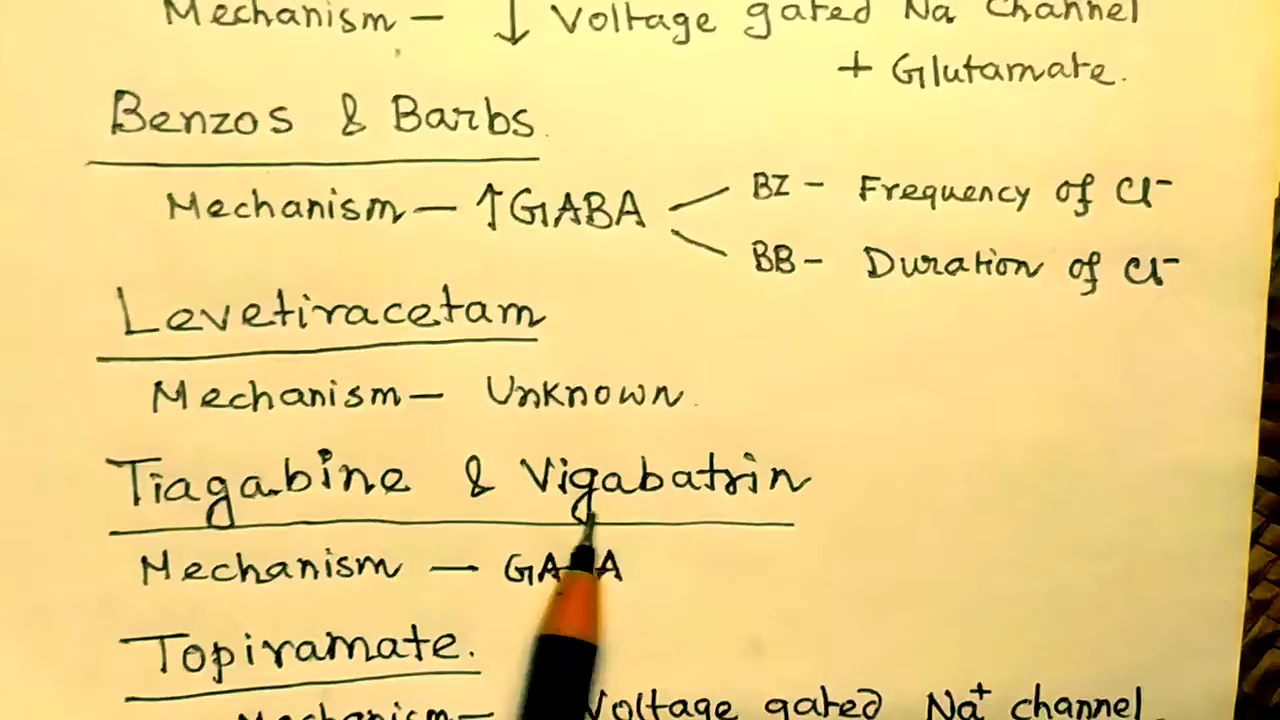 Mechanism — ↓ Voltage gated Na Channel
+ Glutamate.
Benzos & Barbs.
Mechanism — ↑GABA
BZ - Frequency of Cl⁻
BB - Duration of Cl⁻
Levetiracetam
Mechanism — Unknown.
Tiagabine & Vigabatrin
Mechanism — GABA
Topiramate.
Mechanism — Voltage gated Na⁺ channel